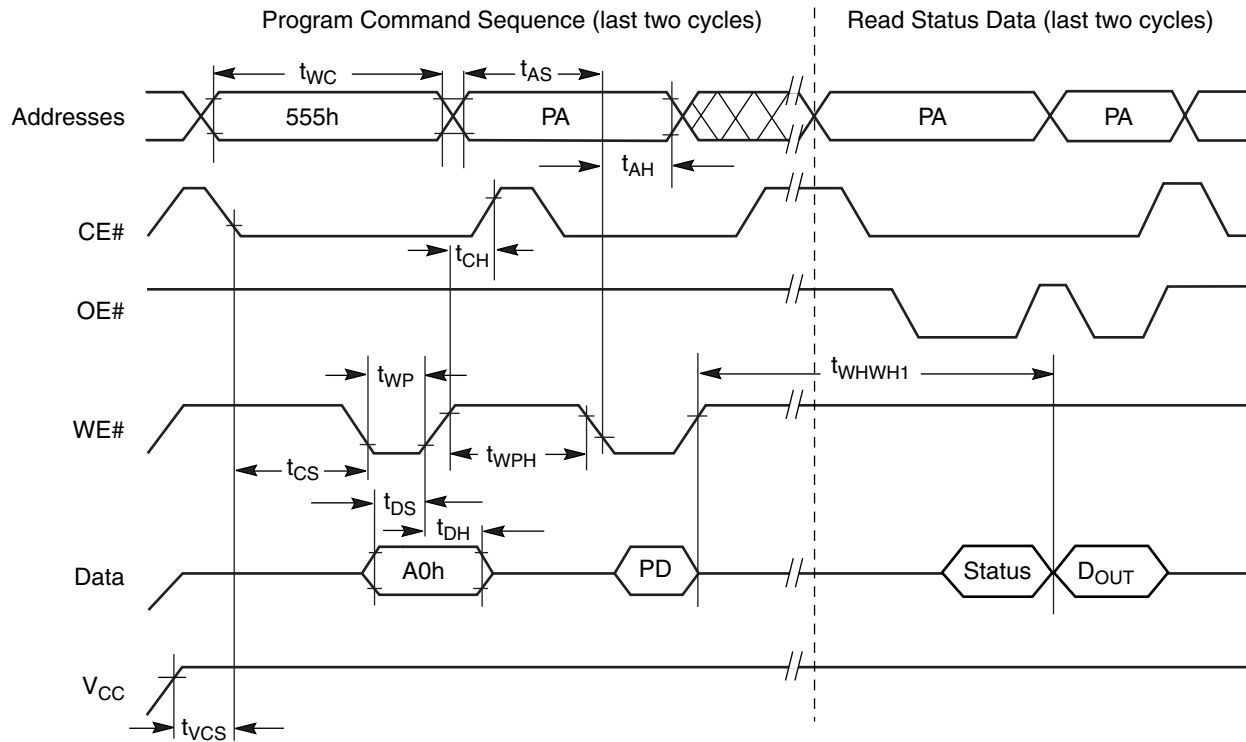 Program Command Sequence (last two cycles)
Read Status Data (last two cycles)
tWC
tAS
Addresses
555h
PA
PA
PA
tAH
CE#
tCH
OE#
tWHWH1
tWP
WE#
tWPH
tCS
tDS
tDH
Data
A0h
PD
Status
DOUT
VCC
tVCS